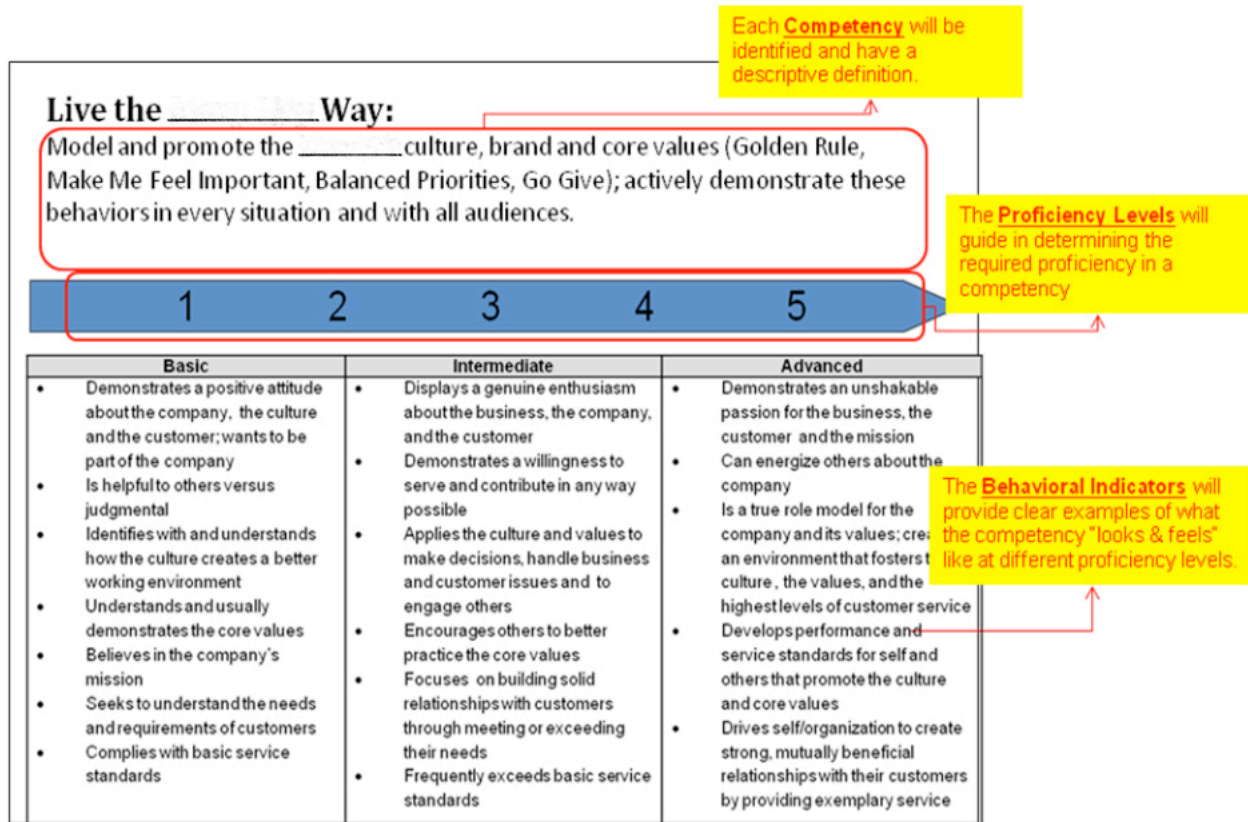 Each Competency will be
identified and have a
descriptive definition.
Live the Way:
Model and promote the culture, brand and core values (Golden Rule,
Make Me Feel Important, Balanced Priorities, Go Give); actively demonstrate these
behaviors in every situation and with all audiences.
The Proficiency Levels will
guide in determining the
required proficiency in a
competency
1 2 3 4 5
Basic
• Demonstrates a positive attitude
about the company, the culture
and the customer; wants to be
part of the company
• Is helpful to others versus
judgmental
• Identifies with and understands
how the culture creates a better
working environment
• Understands and usually
demonstrates the core values
• Believes in the company's
mission
• Seeks to understand the needs
and requirements of customers
• Complies with basic service
standards
Intermediate
• Displays a genuine enthusiasm
about the business, the company,
and the customer
• Demonstrates a willingness to
serve and contribute in any way
possible
• Applies the culture and values to
make decisions, handle business
and customer issues and to
engage others
• Encourages others to better
practice the core values
• Focuses on building solid
relationships with customers
through meeting or exceeding
their needs
• Frequently exceeds basic service
standards
Advanced
• Demonstrates an unshakable
passion for the business, the
customer and the mission
• Can energize others about the
company
• Is a true role model for the
company and its values;
an environment that fosters
culture, the values, and the
highest levels of customer service
• Develops performance and
service standards for self and
others that promote the culture
and core values
• Drives self/organization to create
strong, mutually beneficial
relationships with their customers
by providing exemplary service
The Behavioral Indicators will
provide clear examples of what
the competency "looks & feels"
like at different proficiency levels.